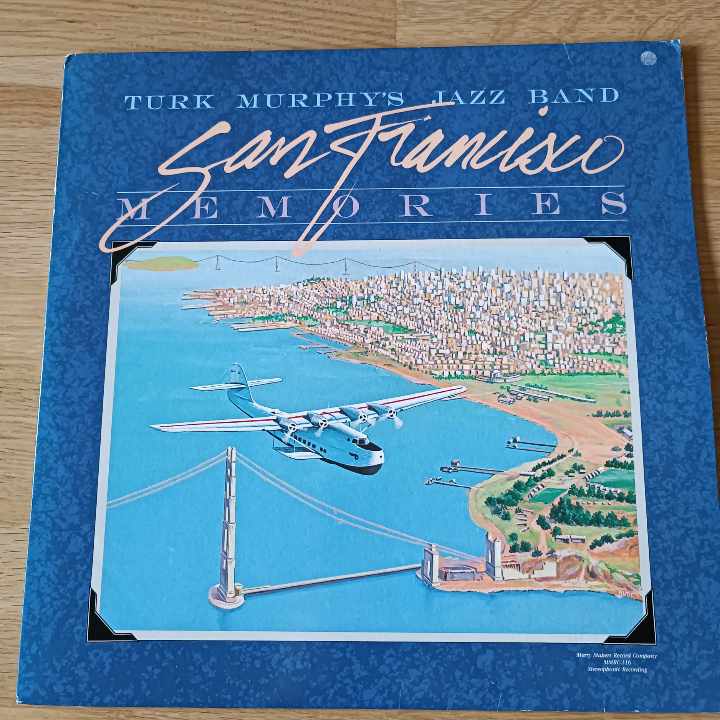 TURK MURPHY'S JAZZ BAND
San Francisco
MEMORIES
Merry Makers Record Company
MMRC-116
Stereophonic Recording